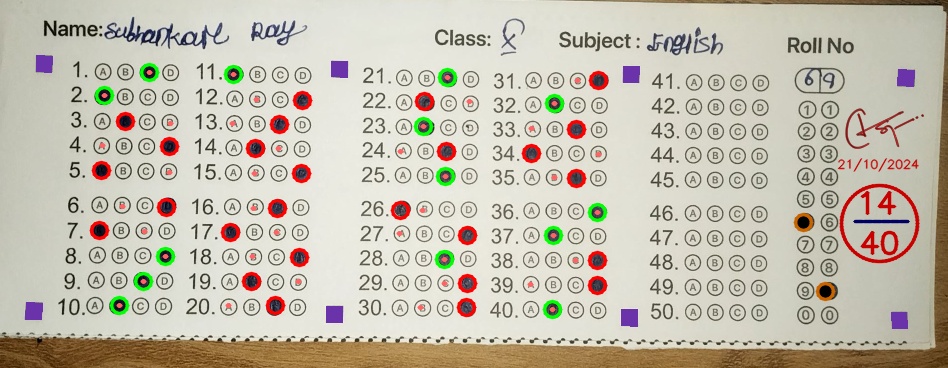 Name: Subhankar Ray
Class: X
Subject : English
Roll No
69
1. A B C D
2. A B C D
3. A B C D
4. A B C D
5. A B C D
6. A B C D
7. A B C D
8. A B C D
9. A B C D
10. A B C D
11. A B C D
12. A B C D
13. A B C D
14. A B C D
15. A B C D
16. A B C D
17. A B C D
18. A B C D
19. A B C D
20. A B C D
21. A B C D
22. A B C D
23. A B C D
24. A B C D
25. A B C D
26. A B C D
27. A B C D
28. A B C D
29. A B C D
30. A B C D
31. A B C D
32. A B C D
33. A B C D
34. A B C D
35. A B C D
36. A B C D
37. A B C D
38. A B C D
39. A B C D
40. A B C D
41. A B C D
42. A B C D
43. A B C D
44. A B C D
45. A B C D
46. A B C D
47. A B C D
48. A B C D
49. A B C D
50. A B C D
1 1
2 2
3 3
4 4
5 5
6
7 7
8 8
9
0 0
21/10/2024
14
40